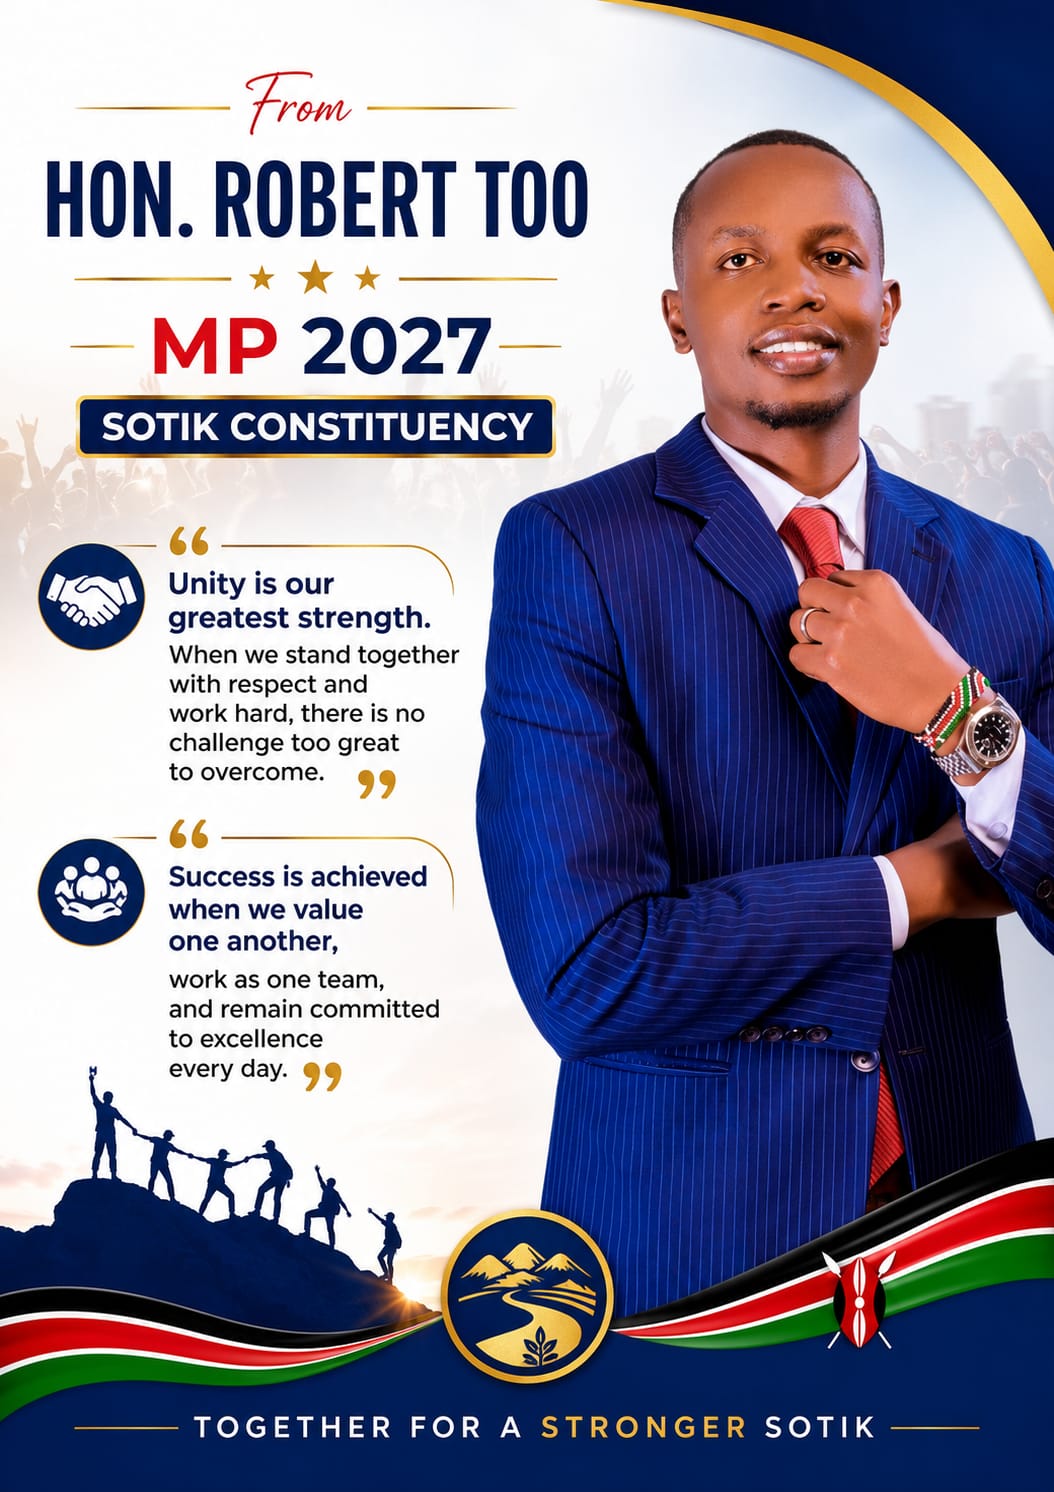 From
HON. ROBERT TOO
MP 2027
SOTIK CONSTITUENCY
“
Unity is our
greatest strength.
When we stand together
with respect and
work hard, there is no
challenge too great
to overcome. ”
“
Success is achieved
when we value
one another,
work as one team,
and remain committed
to excellence
every day. ”
TOGETHER FOR A STRONGER SOTIK